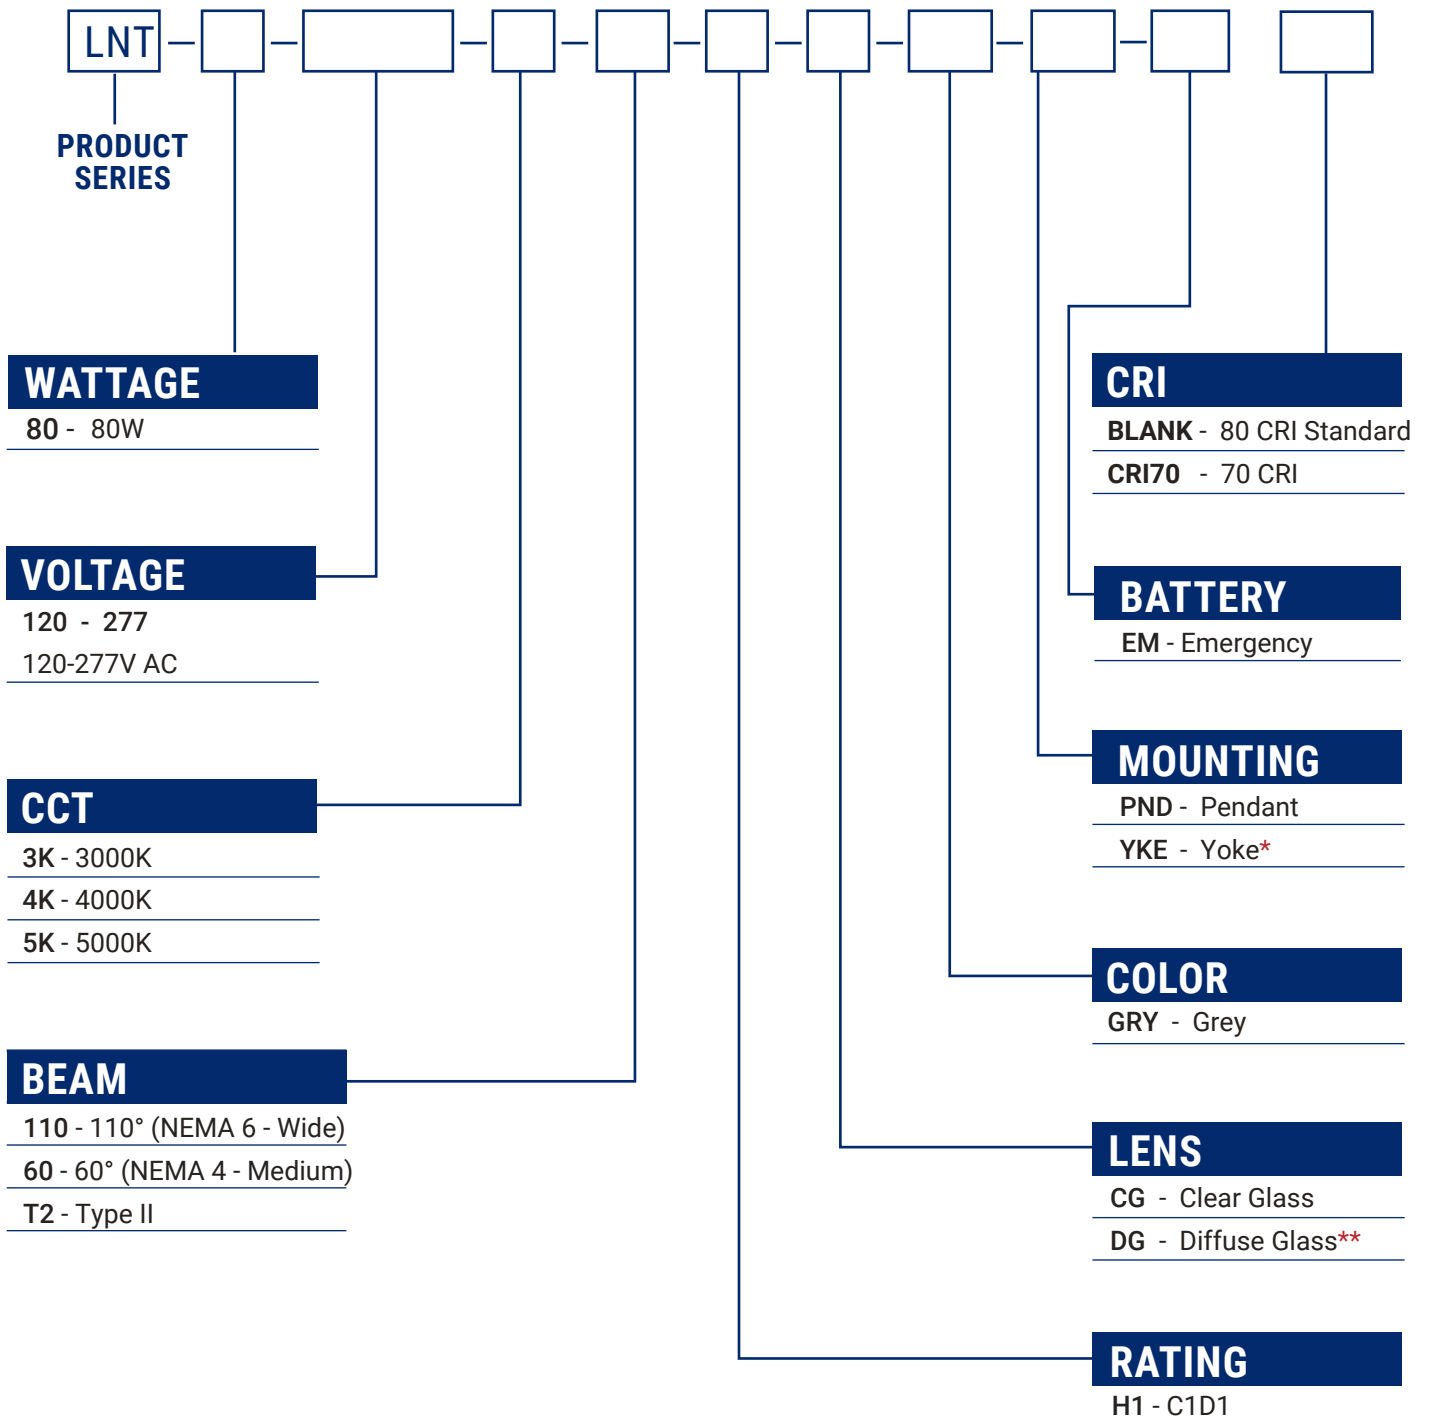 LNT
PRODUCT
SERIES
WATTAGE
80 - 80W
VOLTAGE
120 - 277
120-277V AC
CCT
3K - 3000K
4K - 4000K
5K - 5000K
BEAM
110 - 110° (NEMA 6 - Wide)
60 - 60° (NEMA 4 - Medium)
T2 - Type II
CRI
BLANK - 80 CRI Standard
CRI70 - 70 CRI
BATTERY
EM - Emergency
MOUNTING
PND - Pendant
YKE - Yoke*
COLOR
GRY - Grey
LENS
CG - Clear Glass
DG - Diffuse Glass**
RATING
H1 - C1D1